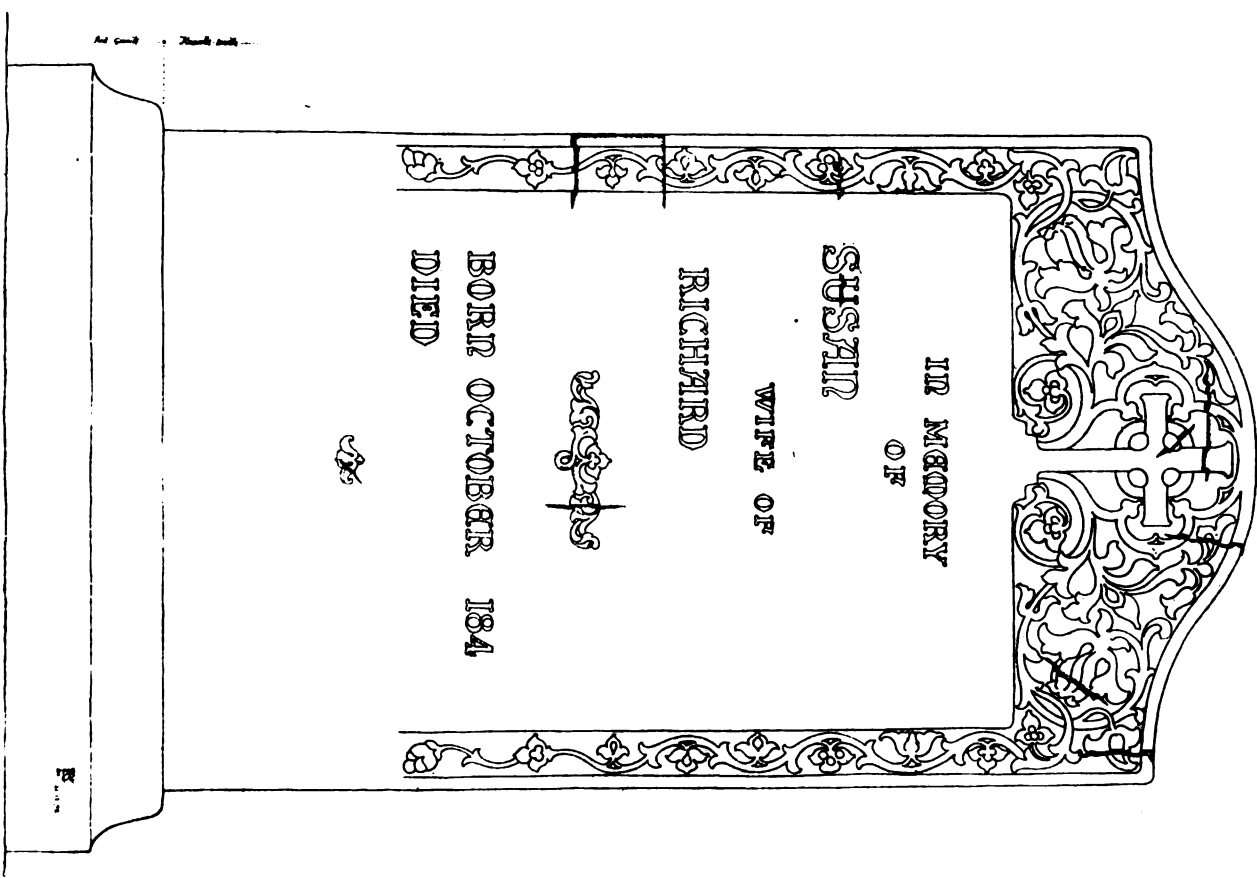 IN MEMORY
OF
SUSAN
WIFE OF
RICHARD
BORN OCTOBER 184
DIED